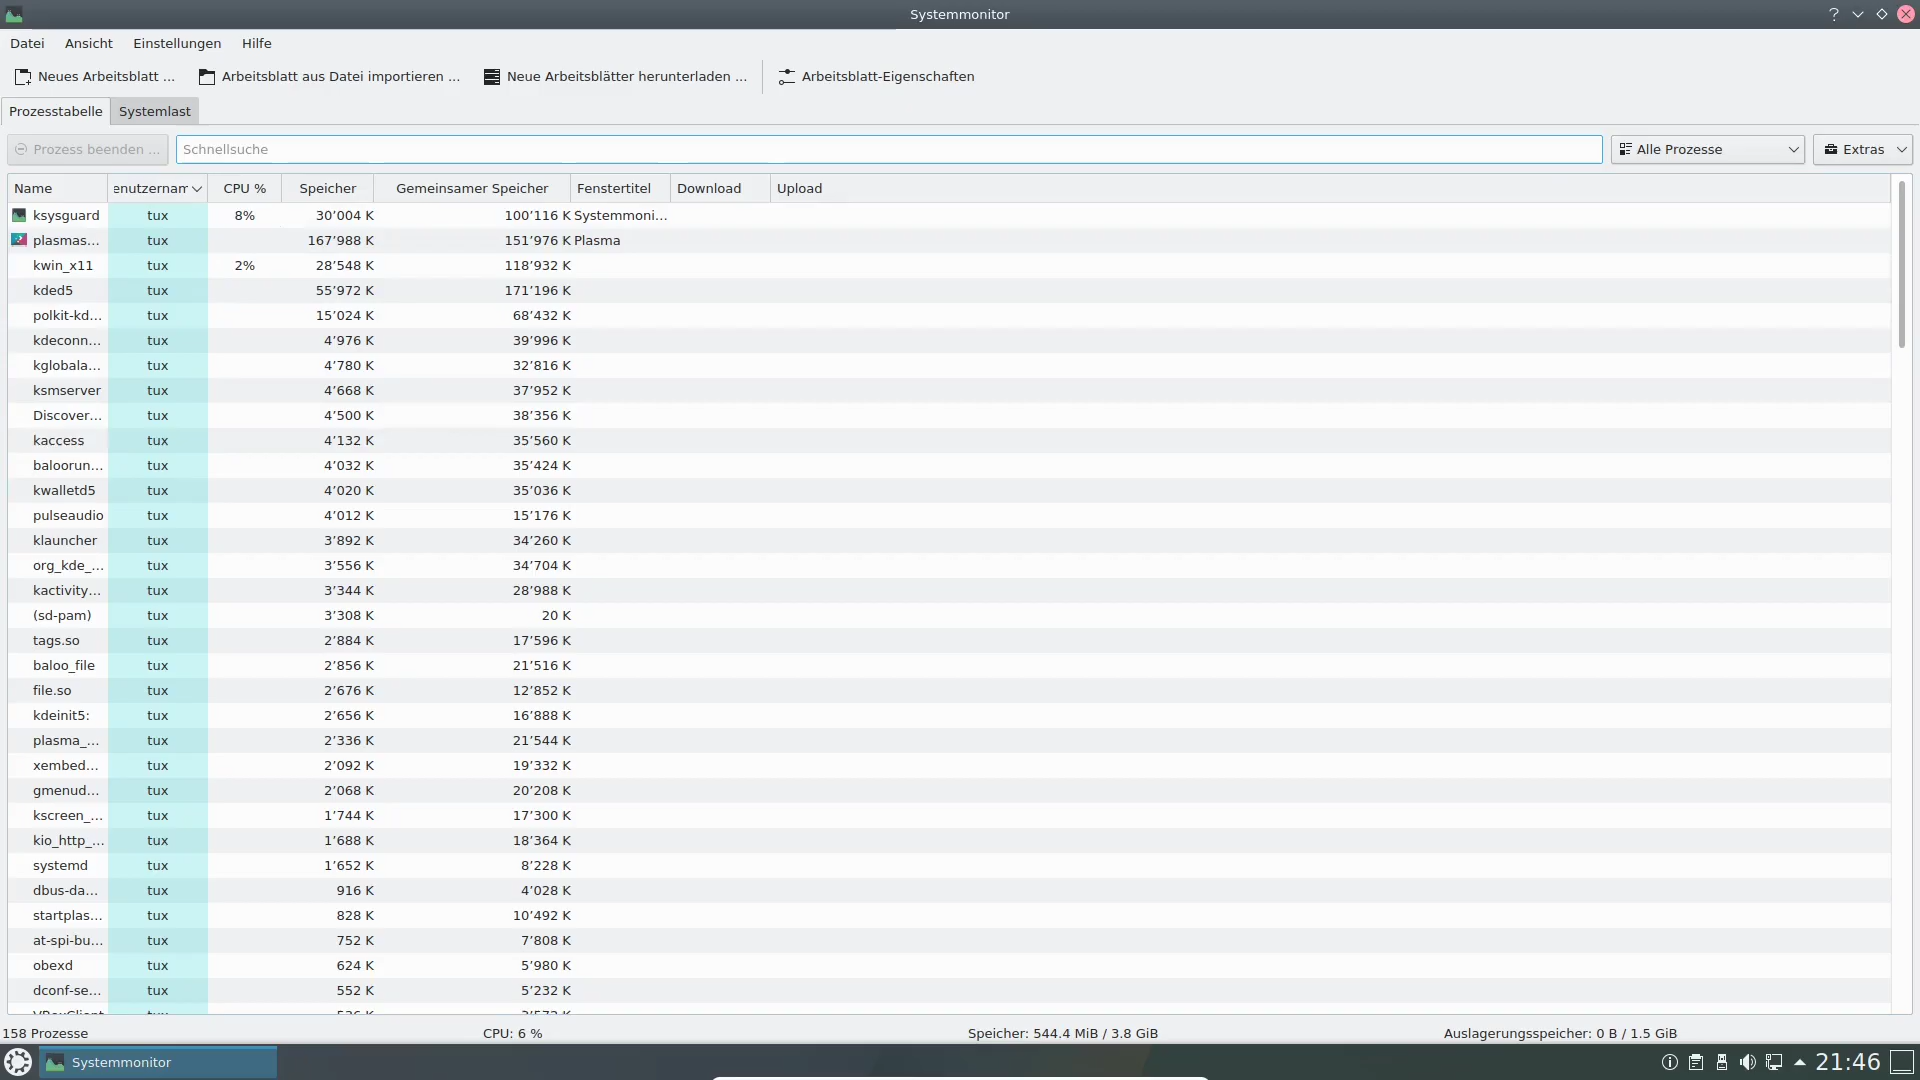 Systemmonitor
Datei Ansicht Einstellungen Hilfe
Neues Arbeitsblatt ... Arbeitsblatt aus Datei importieren ... Neue Arbeitsblätter herunterladen ... Arbeitsblatt-Eigenschaften
Prozesstabelle Systemlast
Prozess beenden ... Schnellsuche Alle Prozesse Extras
Name enutzernam CPU % Speicher Gemeinsamer Speicher Fenstertitel Download Upload
ksysguard tux 8% 30’004 K 100’116 K Systemmoni...
plasmas... tux 167’988 K 151’976 K Plasma
kwin_x11 tux 2% 28’548 K 118’932 K
kded5 tux 55’972 K 171’196 K
polkit-kd... tux 15’024 K 68’432 K
kdeconn... tux 4’976 K 39’996 K
kglobala... tux 4’780 K 32’816 K
ksmserver tux 4’668 K 37’952 K
Discover... tux 4’500 K 38’356 K
kaccess tux 4’132 K 35’560 K
baloorun... tux 4’032 K 35’424 K
kwalletd5 tux 4’020 K 35’036 K
pulseaudio tux 4’012 K 15’176 K
klauncher tux 3’892 K 34’260 K
org_kde_... tux 3’556 K 34’704 K
kactivity... tux 3’344 K 28’988 K
(sd-pam) tux 3’308 K 20 K
tags.so tux 2’884 K 17’596 K
baloo_file tux 2’856 K 21’516 K
file.so tux 2’676 K 12’852 K
kdeinit5: tux 2’656 K 16’888 K
plasma_... tux 2’336 K 21’544 K
xembed... tux 2’092 K 19’332 K
gmenud... tux 2’068 K 20’208 K
kscreen_... tux 1’744 K 17’300 K
kio_http_... tux 1’688 K 18’364 K
systemd tux 1’652 K 8’228 K
dbus-da... tux 916 K 4’028 K
startplas... tux 828 K 10’492 K
at-spi-bu... tux 752 K 7’808 K
obexd tux 624 K 5’980 K
dconf-se... tux 552 K 5’232 K
VBoxClient tux 536 K 3’572 K
158 Prozesse CPU: 6 % Speicher: 544.4 MiB / 3.8 GiB Auslagerungsspeicher: 0 B / 1.5 GiB
Systemmonitor 21:46